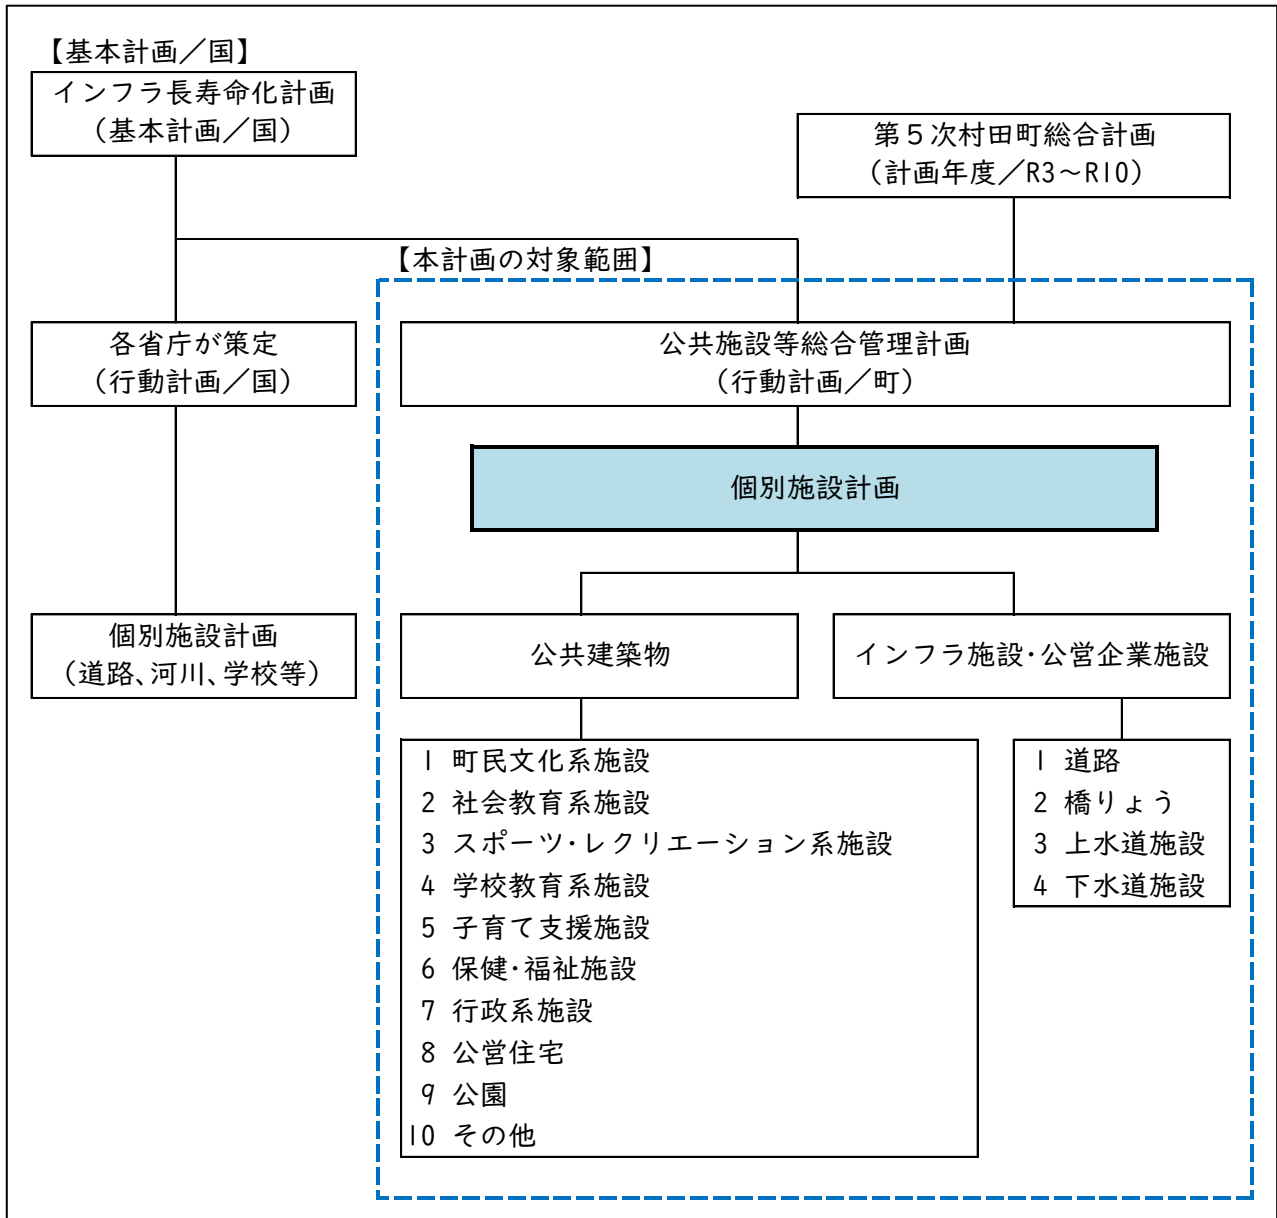 【基本計画／国】
インフラ長寿命化計画
（基本計画／国）
第５次村田町総合計画
（計画年度／R3～R10）
【本計画の対象範囲】
各省庁が策定
（行動計画／国）
公共施設等総合管理計画
（行動計画／町）
個別施設計画
個別施設計画
（道路、河川、学校等）
公共建築物
インフラ施設・公営企業施設
1 町民文化系施設
2 社会教育系施設
3 スポーツ・レクリエーション系施設
4 学校教育系施設
5 子育て支援施設
6 保健・福祉施設
7 行政系施設
8 公営住宅
9 公園
10 その他
1 道路
2 橋りょう
3 上水道施設
4 下水道施設